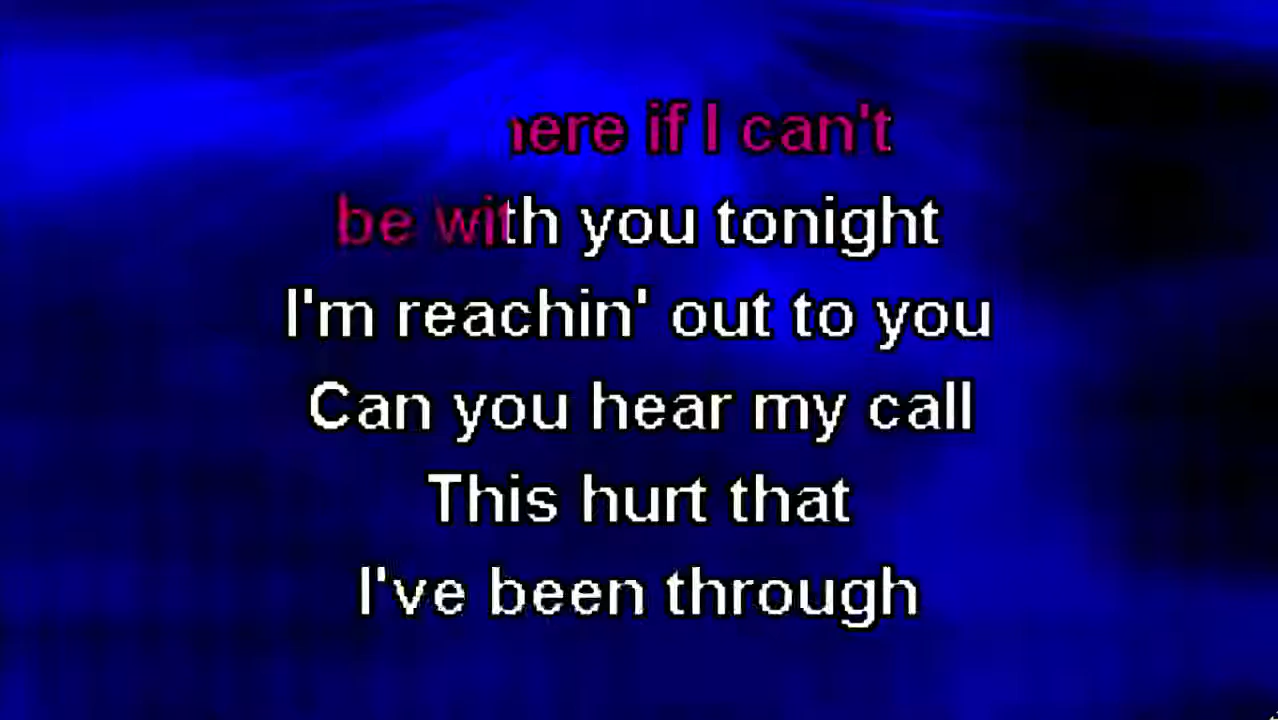 if I can't
be with you tonight
I'm reachin' out to you
Can you hear my call
This hurt that
I've been through